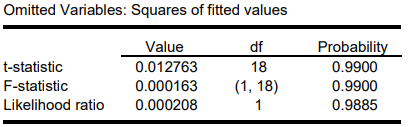 Omitted Variables: Squares of fitted values
Value df Probability
t-statistic 0.012763 18 0.9900
F-statistic 0.000163 (1, 18) 0.9900
Likelihood ratio 0.000208 1 0.9885